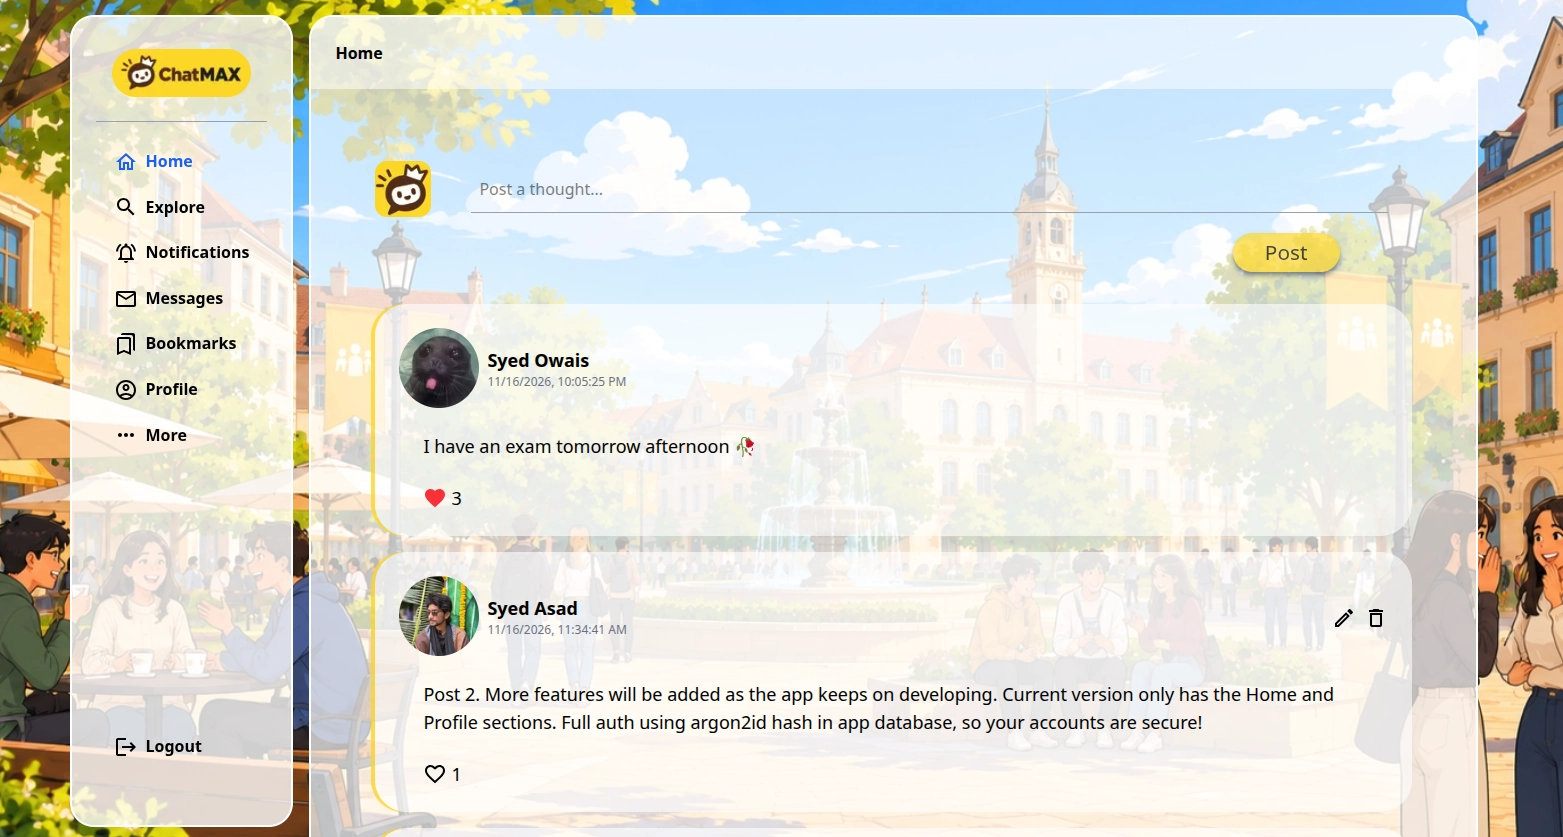 ChatMAX
Home
Explore
Notifications
Messages
Bookmarks
Profile
More
Logout
Home
Post a thought...
Post
Syed Owais
11/16/2026, 10:05:25 PM
I have an exam tomorrow afternoon 🥀
3
Syed Asad
11/16/2026, 11:34:41 AM
Post 2. More features will be added as the app keeps on developing. Current version only has the Home and
Profile sections. Full auth using argon2id hash in app database, so your accounts are secure!
1